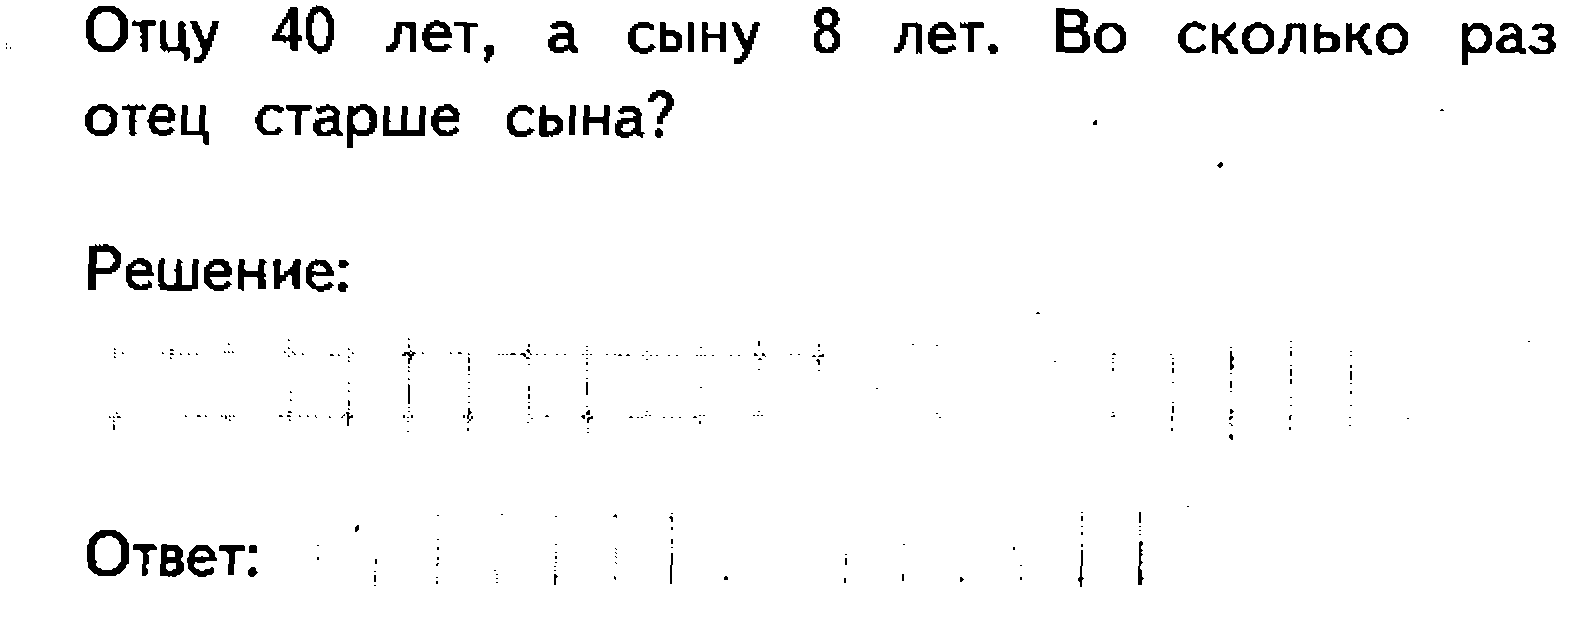 Отцу 40 лет, а сыну 8 лет. Во сколько раз
отец старше сына?
Решение:
Ответ: